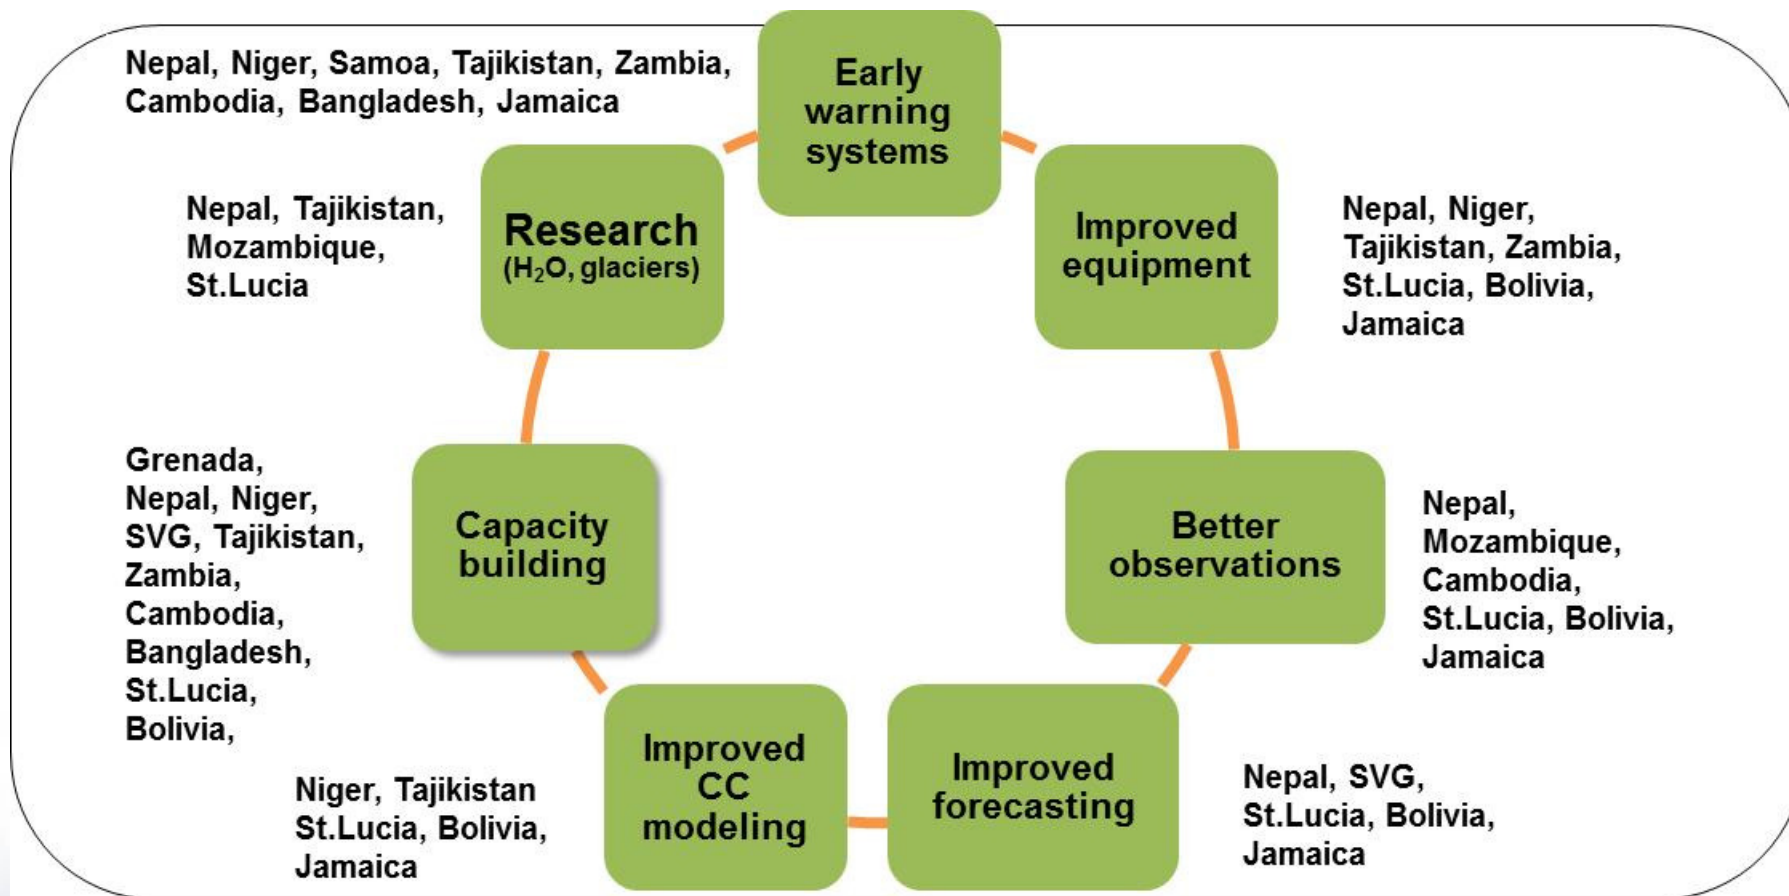 Nepal, Niger, Samoa, Tajikistan, Zambia,
Cambodia, Bangladesh, Jamaica
Early
warning
systems
Nepal, Tajikistan,
Mozambique,
St.Lucia
Research
(H₂O, glaciers)
Improved
equipment
Nepal, Niger,
Tajikistan, Zambia,
St.Lucia, Bolivia,
Jamaica
Grenada,
Nepal, Niger,
SVG, Tajikistan,
Zambia,
Cambodia,
Bangladesh,
St.Lucia,
Bolivia,
Capacity
building
Better
observations
Nepal,
Mozambique,
Cambodia,
St.Lucia, Bolivia,
Jamaica
Niger, Tajikistan
St.Lucia, Bolivia,
Jamaica
Improved
CC
modeling
Improved
forecasting
Nepal, SVG,
St.Lucia, Bolivia,
Jamaica